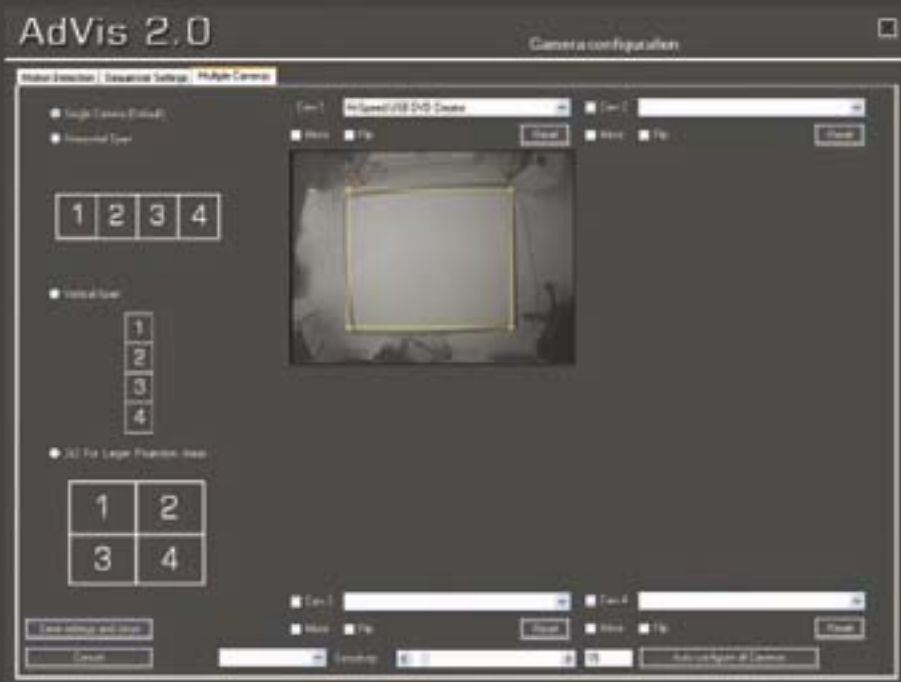 AdVis 2.0
Camera configuration
Motion Detection Sequencer Settings Multiple Cameras
Single Camera (Default)
Horizontal Span
1 2 3 4
Vertical Span
1
2
3
4
2x2 For Larger Projection Areas
1 2
3 4
Cam 1 Hi-Speed USB DVD Creator
Mirror Flip Reset
Cam 2
Mirror Flip Reset
Cam 3
Mirror Flip Reset
Cam 4
Mirror Flip Reset
Save settings and close
Cancel
Sensitivity
Auto configure all Cameras